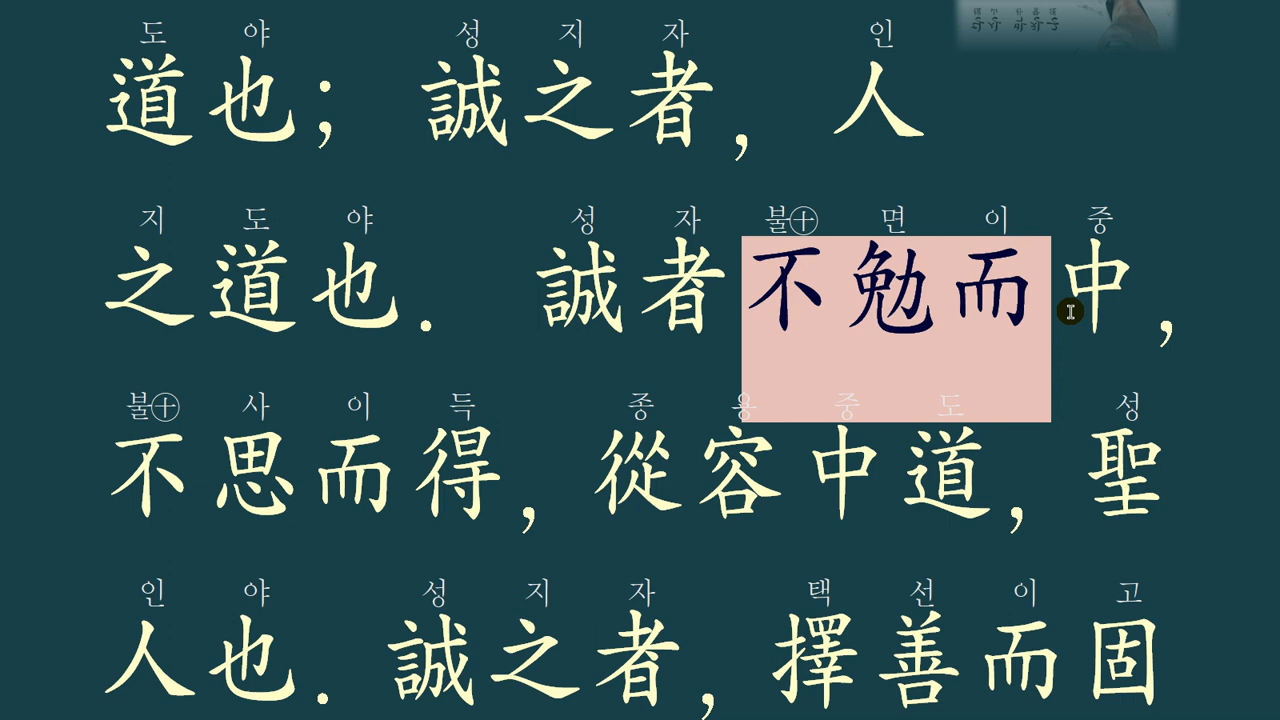 도 야 성 지 자 인
道也; 誠之者, 人
지 도 야 성 자 불㊉ 면 이 중
之道也. 誠者不勉而中,
불㊉ 사 이 득 종 용 중 도 성
不思而得, 從容中道, 聖
인 야 성 지 자 택 선 이 고
人也. 誠之者, 擇善而固